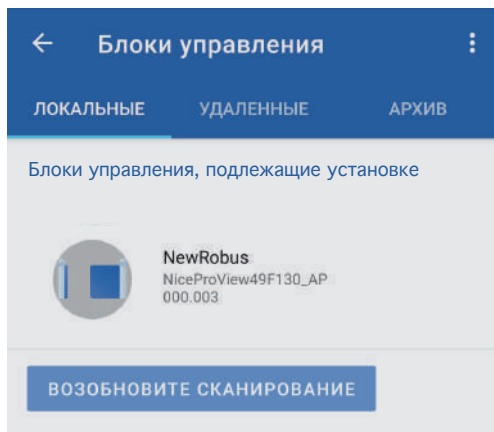 Блоки управления
ЛОКАЛЬНЫЕ УДАЛЕННЫЕ АРХИВ
Блоки управления, подлежащие установке
NewRobus
NiceProView49F130_AP
000.003
ВОЗОБНОВИТЕ СКАНИРОВАНИЕ